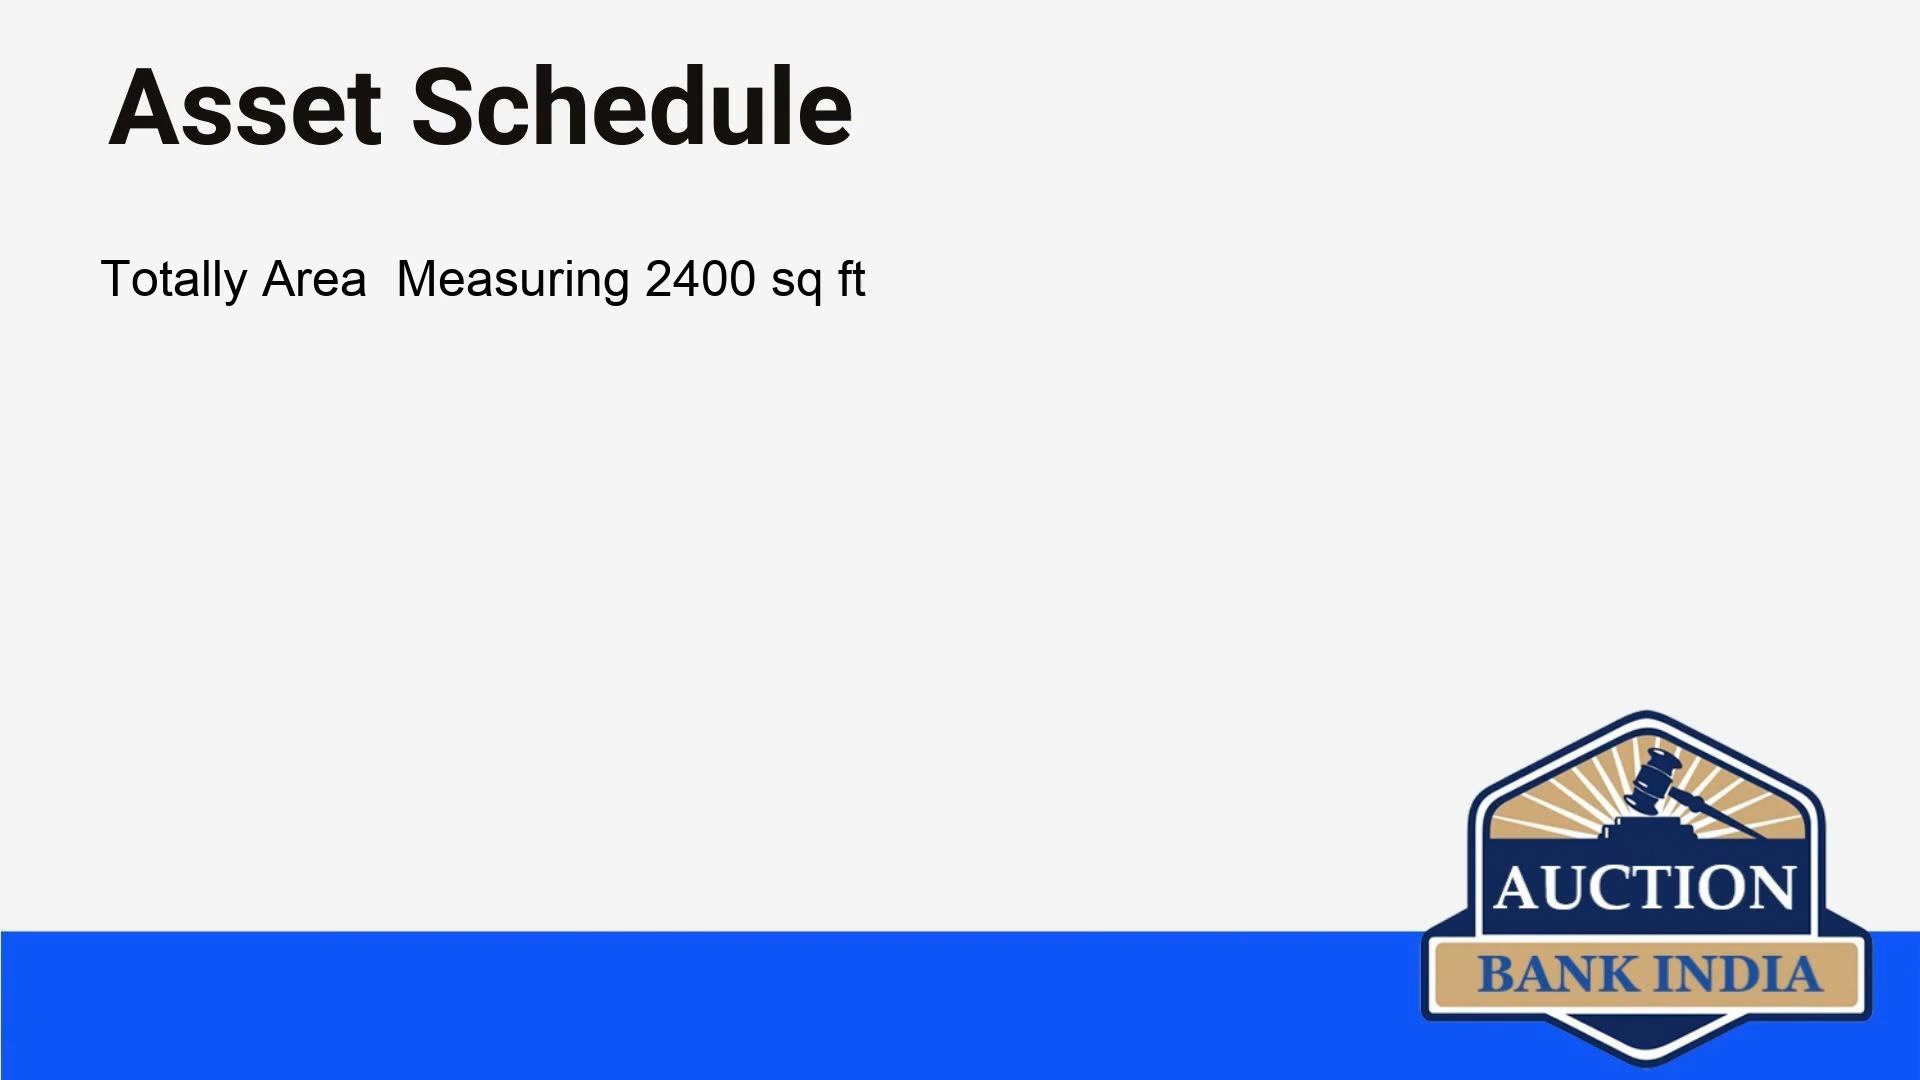 Asset Schedule
Totally Area  Measuring 2400 sq ft
AUCTION
BANK INDIA